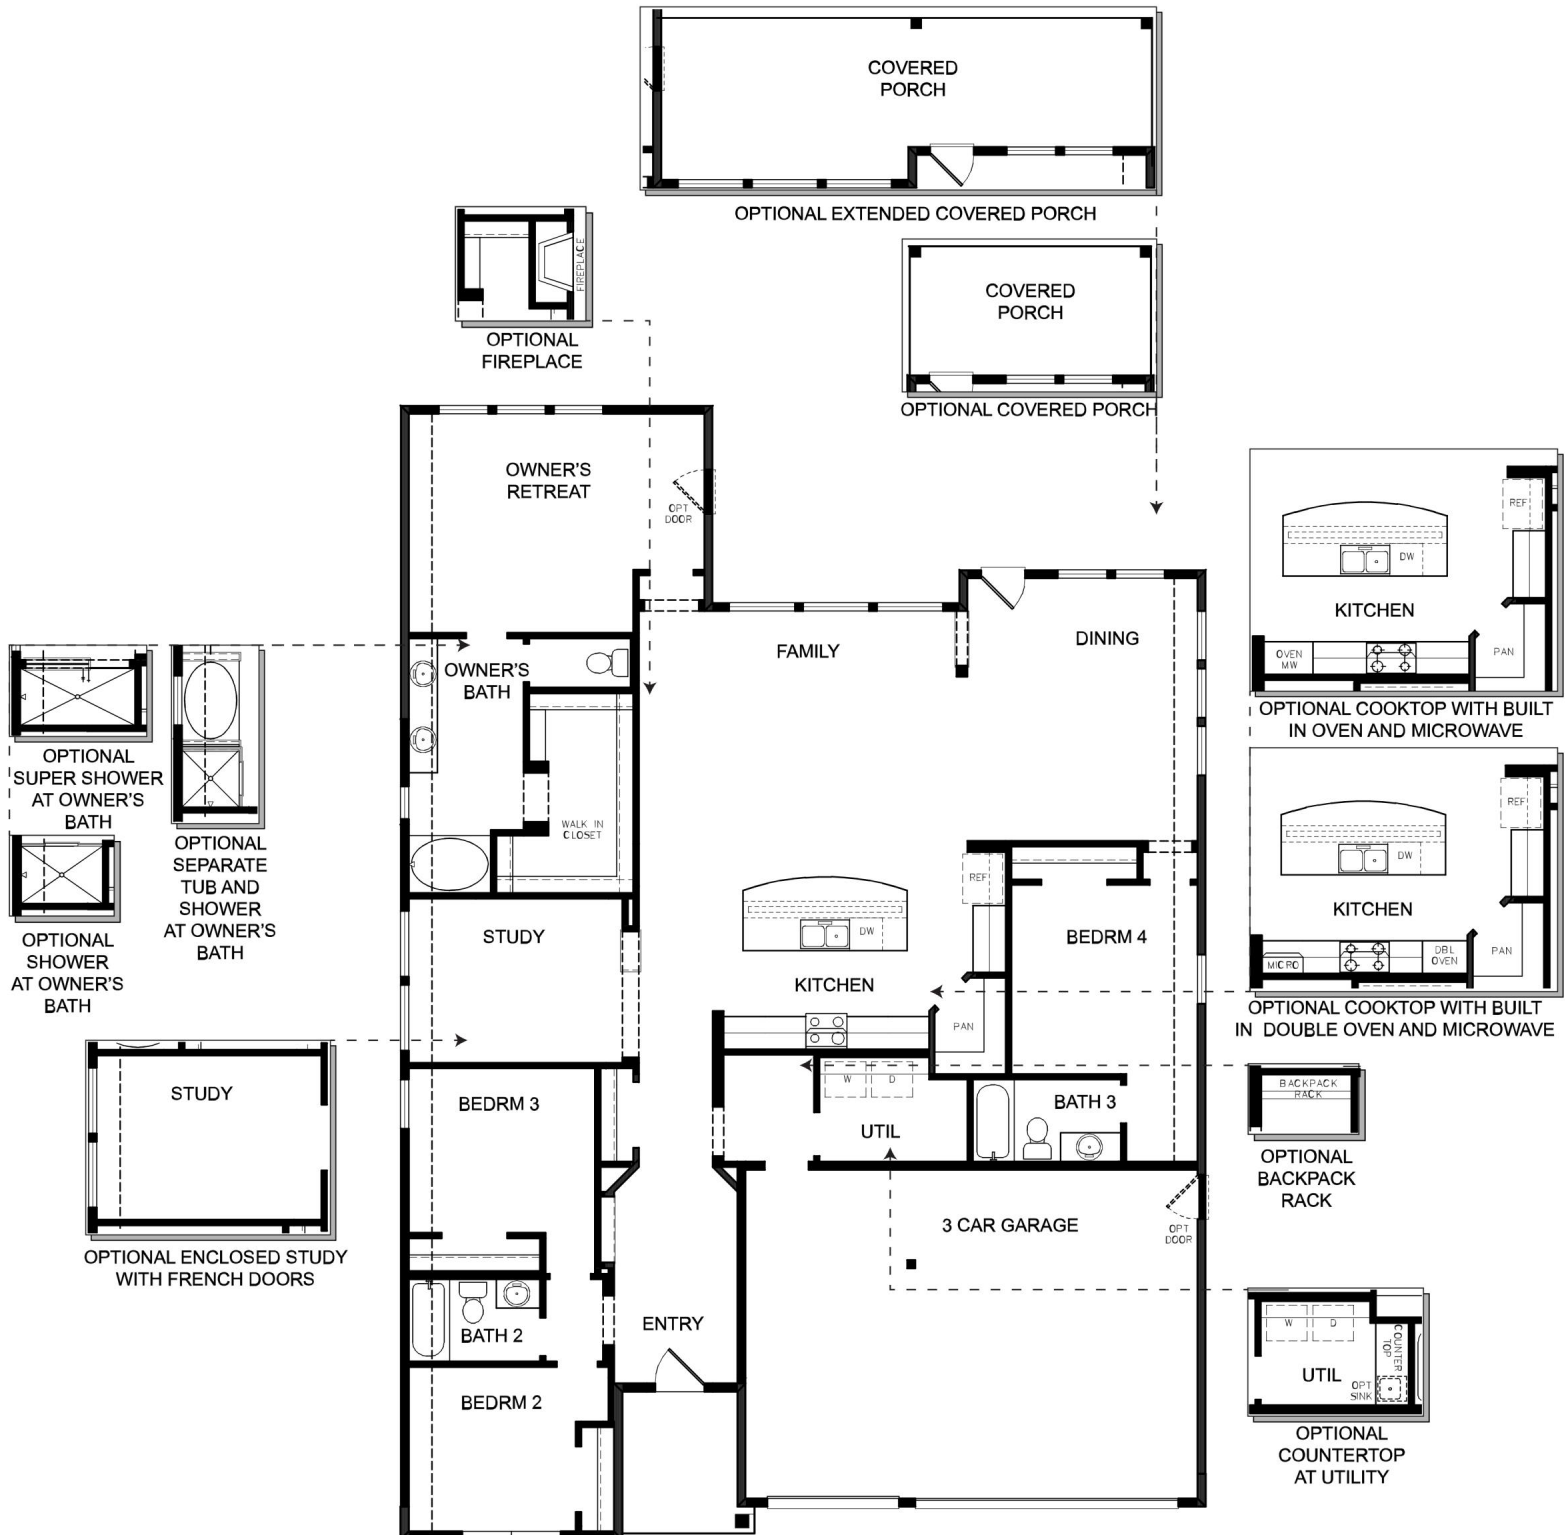 COVERED
PORCH
OPTIONAL EXTENDED COVERED PORCH
FIREPLACE
OPTIONAL
FIREPLACE
COVERED
PORCH
OPTIONAL COVERED PORCH
OWNER'S
RETREAT
OPT
DOOR
REF
DW
KITCHEN
OVEN
MW
PAN
OPTIONAL COOKTOP WITH BUILT
IN OVEN AND MICROWAVE
FAMILY
DINING
OWNER'S
BATH
OPTIONAL
SUPER SHOWER
AT OWNER'S
BATH
OPTIONAL
SEPARATE
TUB AND
SHOWER
AT OWNER'S
BATH
OPTIONAL
SHOWER
AT OWNER'S
BATH
WALK IN
CLOSET
REF
DW
KITCHEN
MICRO
DBL
OVEN
PAN
OPTIONAL COOKTOP WITH BUILT
IN DOUBLE OVEN AND MICROWAVE
STUDY
REF
DW
KITCHEN
PAN
BEDRM 4
STUDY
OPTIONAL ENCLOSED STUDY
WITH FRENCH DOORS
BEDRM 3
W
D
UTIL
BATH 3
BACKPACK
RACK
OPTIONAL
BACKPACK
RACK
3 CAR GARAGE
OPT
DOOR
BATH 2
ENTRY
BEDRM 2
W
D
COUNTER
TOP
UTIL
OPT
SINK
OPTIONAL
COUNTERTOP
AT UTILITY